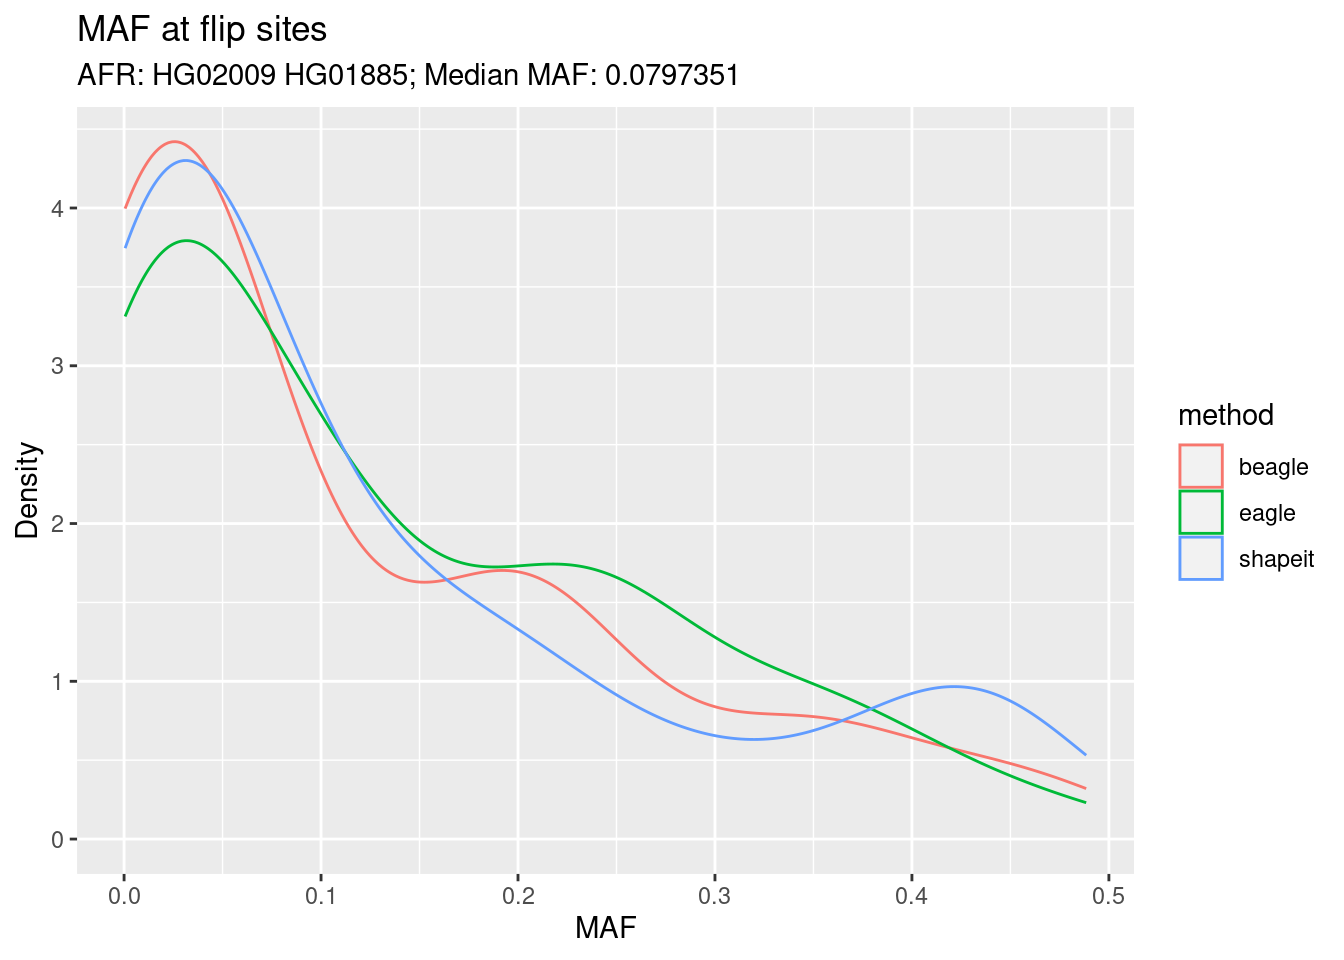 MAF at flip sites
AFR: HG02009 HG01885; Median MAF: 0.0797351
Density
4
3
2
1
0
0.0
0.1
0.2
0.3
0.4
0.5
MAF
method
beagle
eagle
shapeit